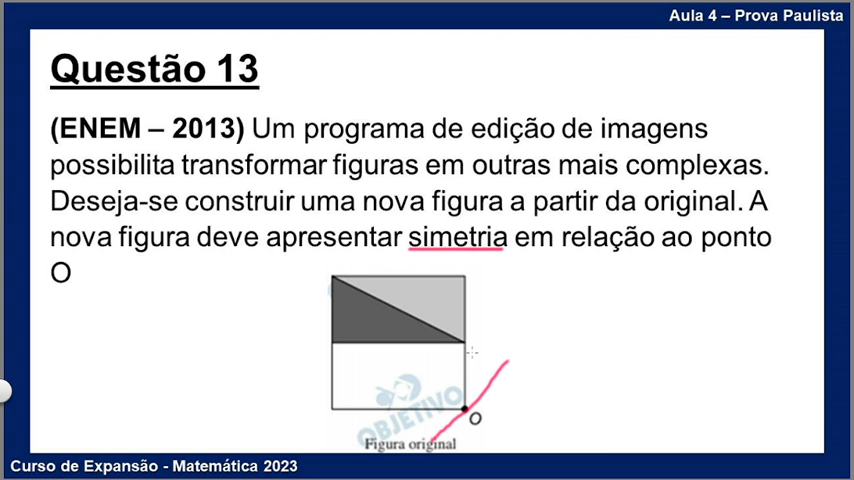 Aula 4 – Prova Paulista
Questão 13
(ENEM – 2013) Um programa de edição de imagens
possibilita transformar figuras em outras mais complexas.
Deseja-se construir uma nova figura a partir da original. A
nova figura deve apresentar simetria em relação ao ponto
O
OBJETIVO
O
Figura original
Curso de Expansão - Matemática 2023